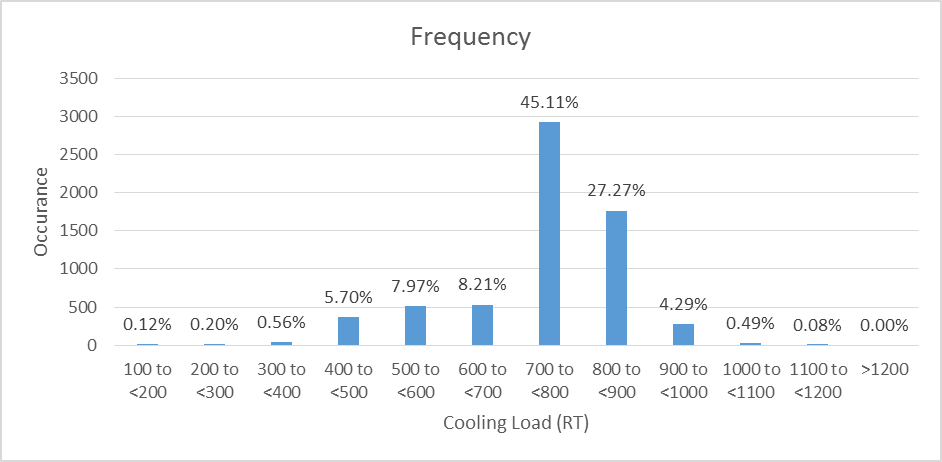 Frequency
3500
3000
2500
2000
1500
1000
500
0
Occurance
0.12%
0.20%
0.56%
5.70%
7.97%
8.21%
45.11%
27.27%
4.29%
0.49%
0.08%
0.00%
100 to
<200
200 to
<300
300 to
<400
400 to
<500
500 to
<600
600 to
<700
700 to
<800
800 to
<900
900 to
<1000
1000 to
<1100
1100 to
<1200
>1200
Cooling Load (RT)